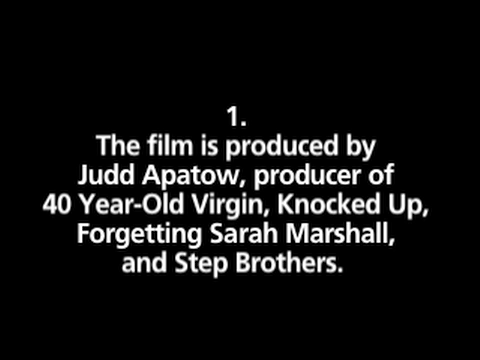 1.
The film is produced by
Judd Apatow, producer of
40 Year-Old Virgin, Knocked Up,
Forgetting Sarah Marshall,
and Step Brothers.